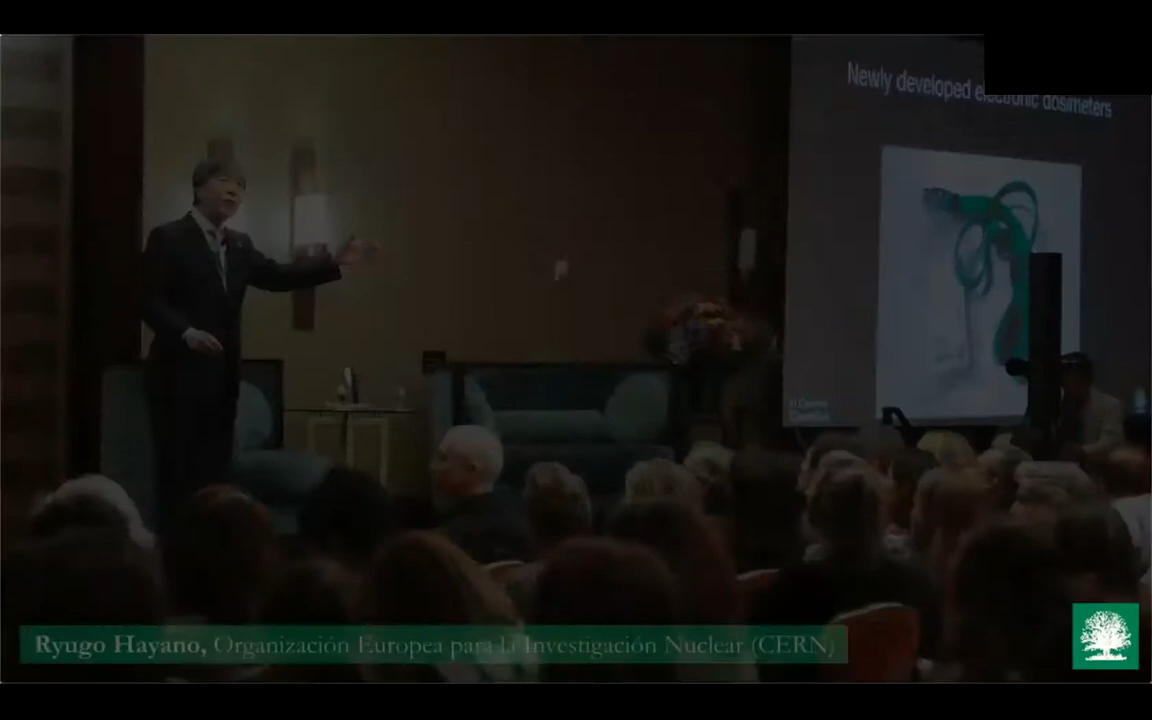 Newly developed electronic dosimeters
Ryugo Hayano, Organización Europea para la Investigación Nuclear (CERN)